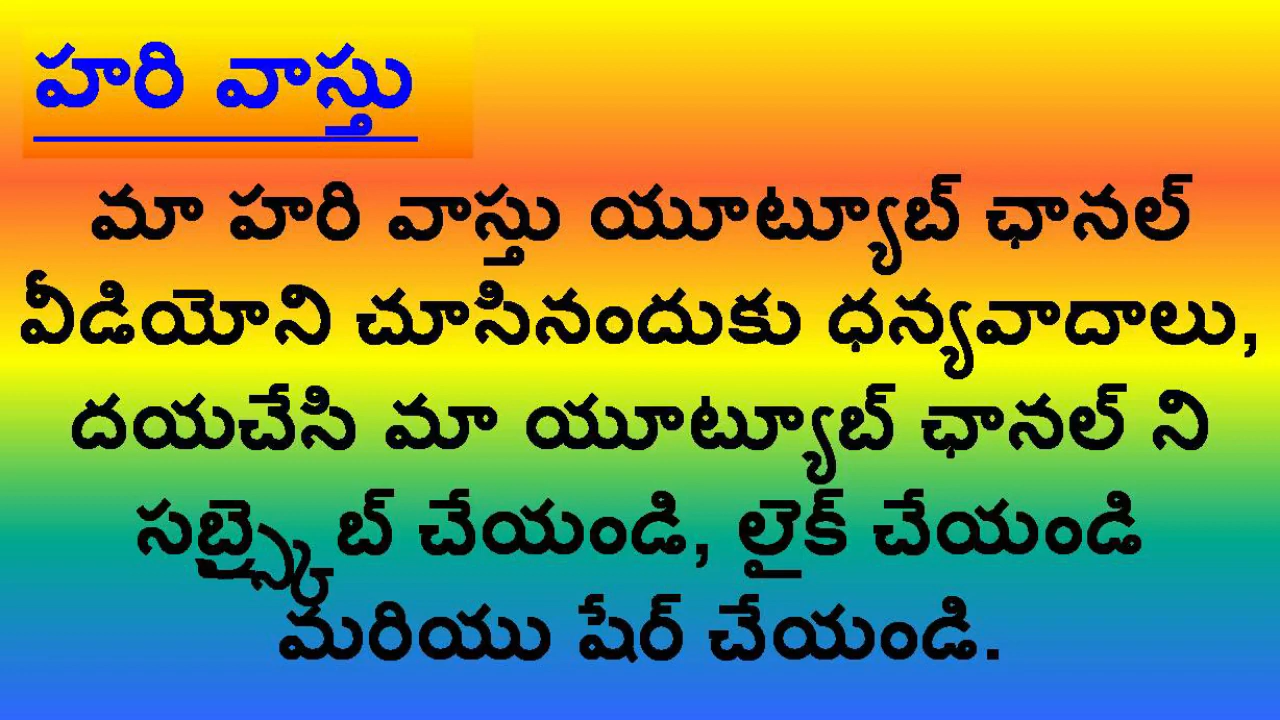 హరి వాస్తు
మా హరి వాస్తు యూట్యూబ్ ఛానల్
వీడియోని చూసినందుకు ధన్యవాదాలు,
దయచేసి మా యూట్యూబ్ ఛానల్ ని
సబ్స్క్రైబ్ చేయండి, లైక్ చేయండి
మరియు షేర్ చేయండి.